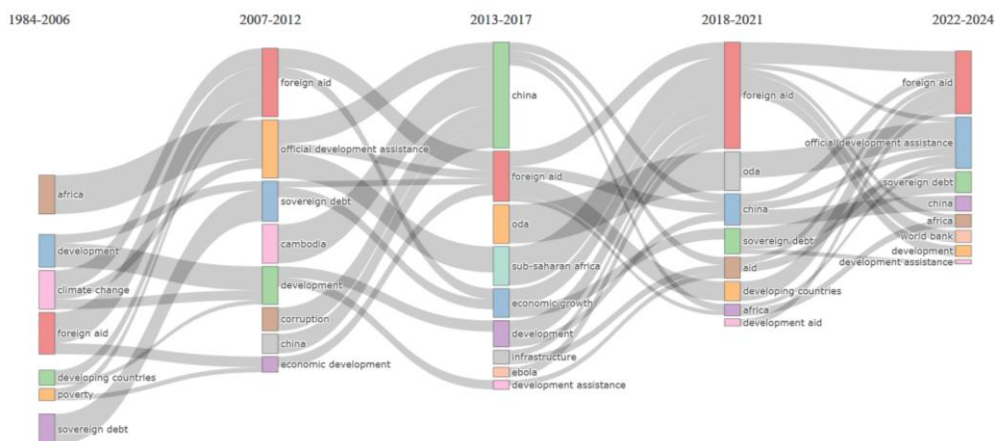 1984-2006
2007-2012
2013-2017
2018-2021
2022-2024
africa
development
climate change
foreign aid
developing countries
poverty
sovereign debt
foreign aid
official development assistance
sovereign debt
cambodia
development
corruption
china
economic development
china
foreign aid
oda
sub-saharan africa
economic growth
development
infrastructure
ebola
development assistance
foreign aid
oda
china
sovereign debt
aid
developing countries
africa
development aid
foreign aid
official development assistance
sovereign debt
china
africa
world bank
development
development assistance